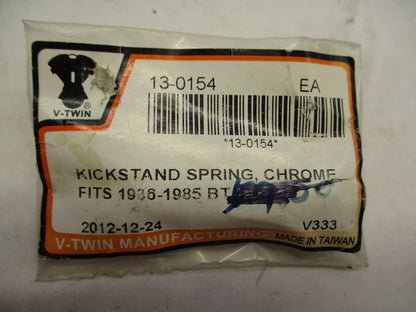 13-0154 EA
V-TWIN ®
*13-0154*
KICKSTAND SPRING, CHROME
FITS 1936-1985 BT
2012-12-24 V333
V-TWIN MANUFACTURING MADE IN TAIWAN